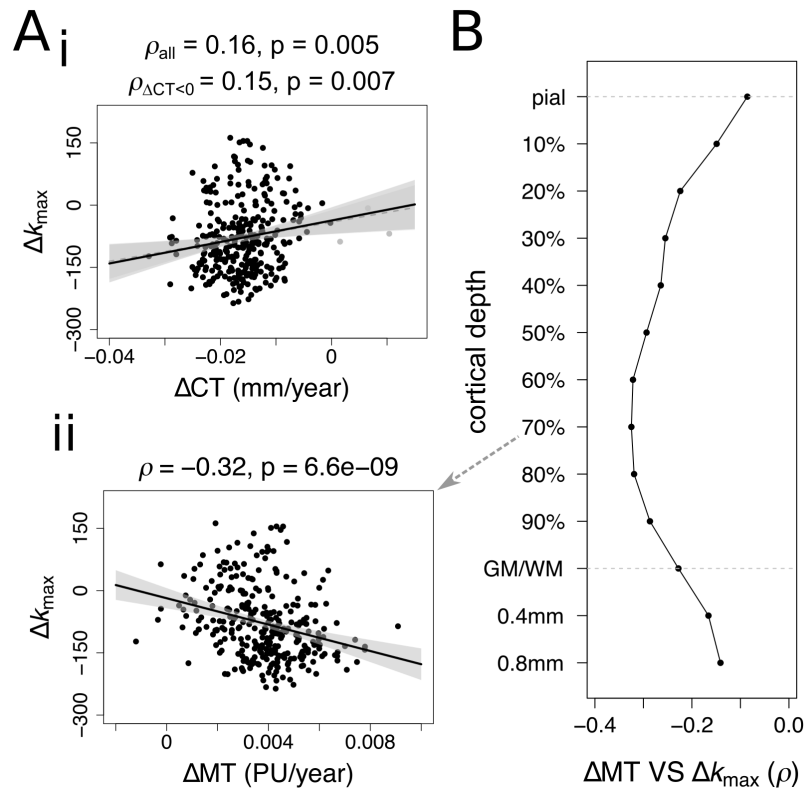 A i
ρall = 0.16, p = 0.005
ρΔCT<0 = 0.15, p = 0.007
Δkmax
150
0
−150
−300
−0.04
−0.02
0
ΔCT (mm/year)
ii
ρ = −0.32, p = 6.6e−09
Δkmax
150
0
−150
−300
0
0.004
0.008
ΔMT (PU/year)
B
cortical depth
pial
10%
20%
30%
40%
50%
60%
70%
80%
90%
GM/WM
0.4mm
0.8mm
−0.4
−0.2
0.0
ΔMT VS Δkmax (ρ)